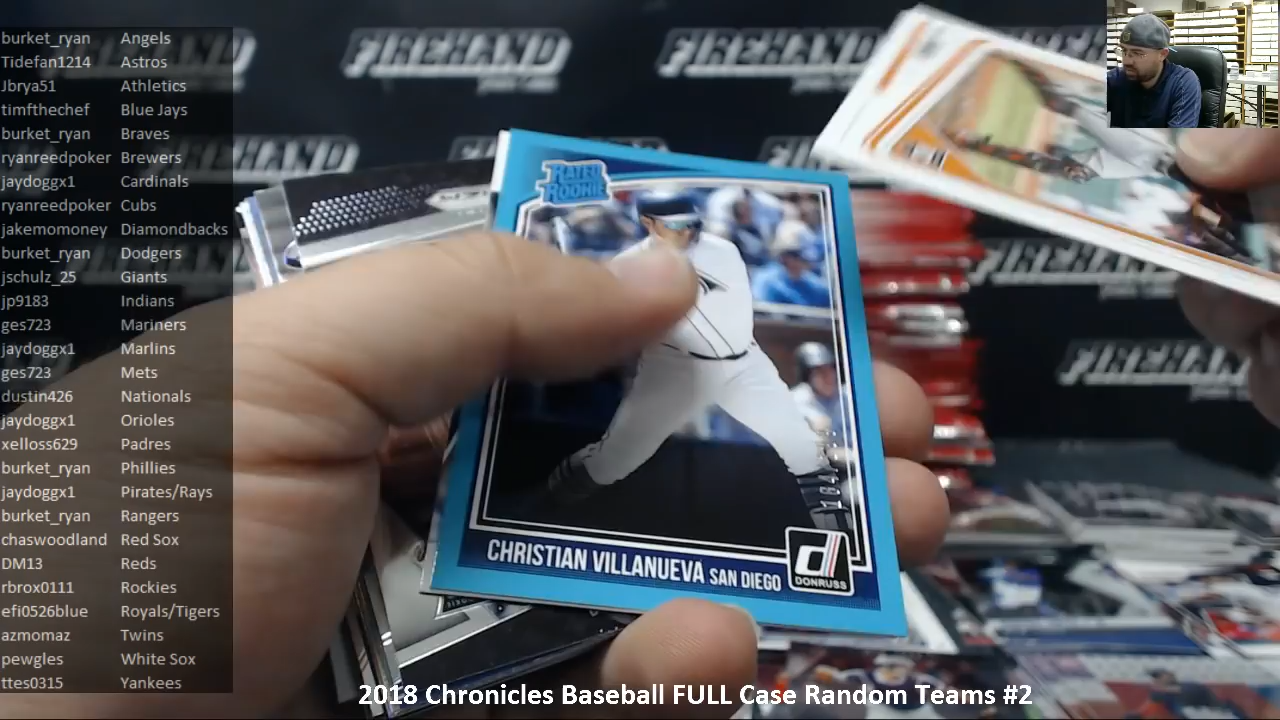 burket_ryan Angels
Tidefan1214 Astros
Jbrya51 Athletics
timfthechef Blue Jays
burket_ryan Braves
ryanreedpoker Brewers
jaydoggx1 Cardinals
ryanreedpoker Cubs
jakemomoney Diamondbacks
burket_ryan Dodgers
jschulz_25 Giants
jp9183 Indians
ges723 Mariners
jaydoggx1 Marlins
ges723 Mets
dustin426 Nationals
jaydoggx1 Orioles
xelloss629 Padres
burket_ryan Phillies
jaydoggx1 Pirates/Rays
burket_ryan Rangers
chaswoodland Red Sox
DM13 Reds
rbrox0111 Rockies
efi0526blue Royals/Tigers
azmomaz Twins
pewgles White Sox
ttes0315 Yankees
FIREHAND
FIREHAND
FIREHAND
RATED
ROOKIE
CHRISTIAN VILLANUEVA SAN DIEGO
DONRUSS
2018 Chronicles Baseball FULL Case Random Teams #2